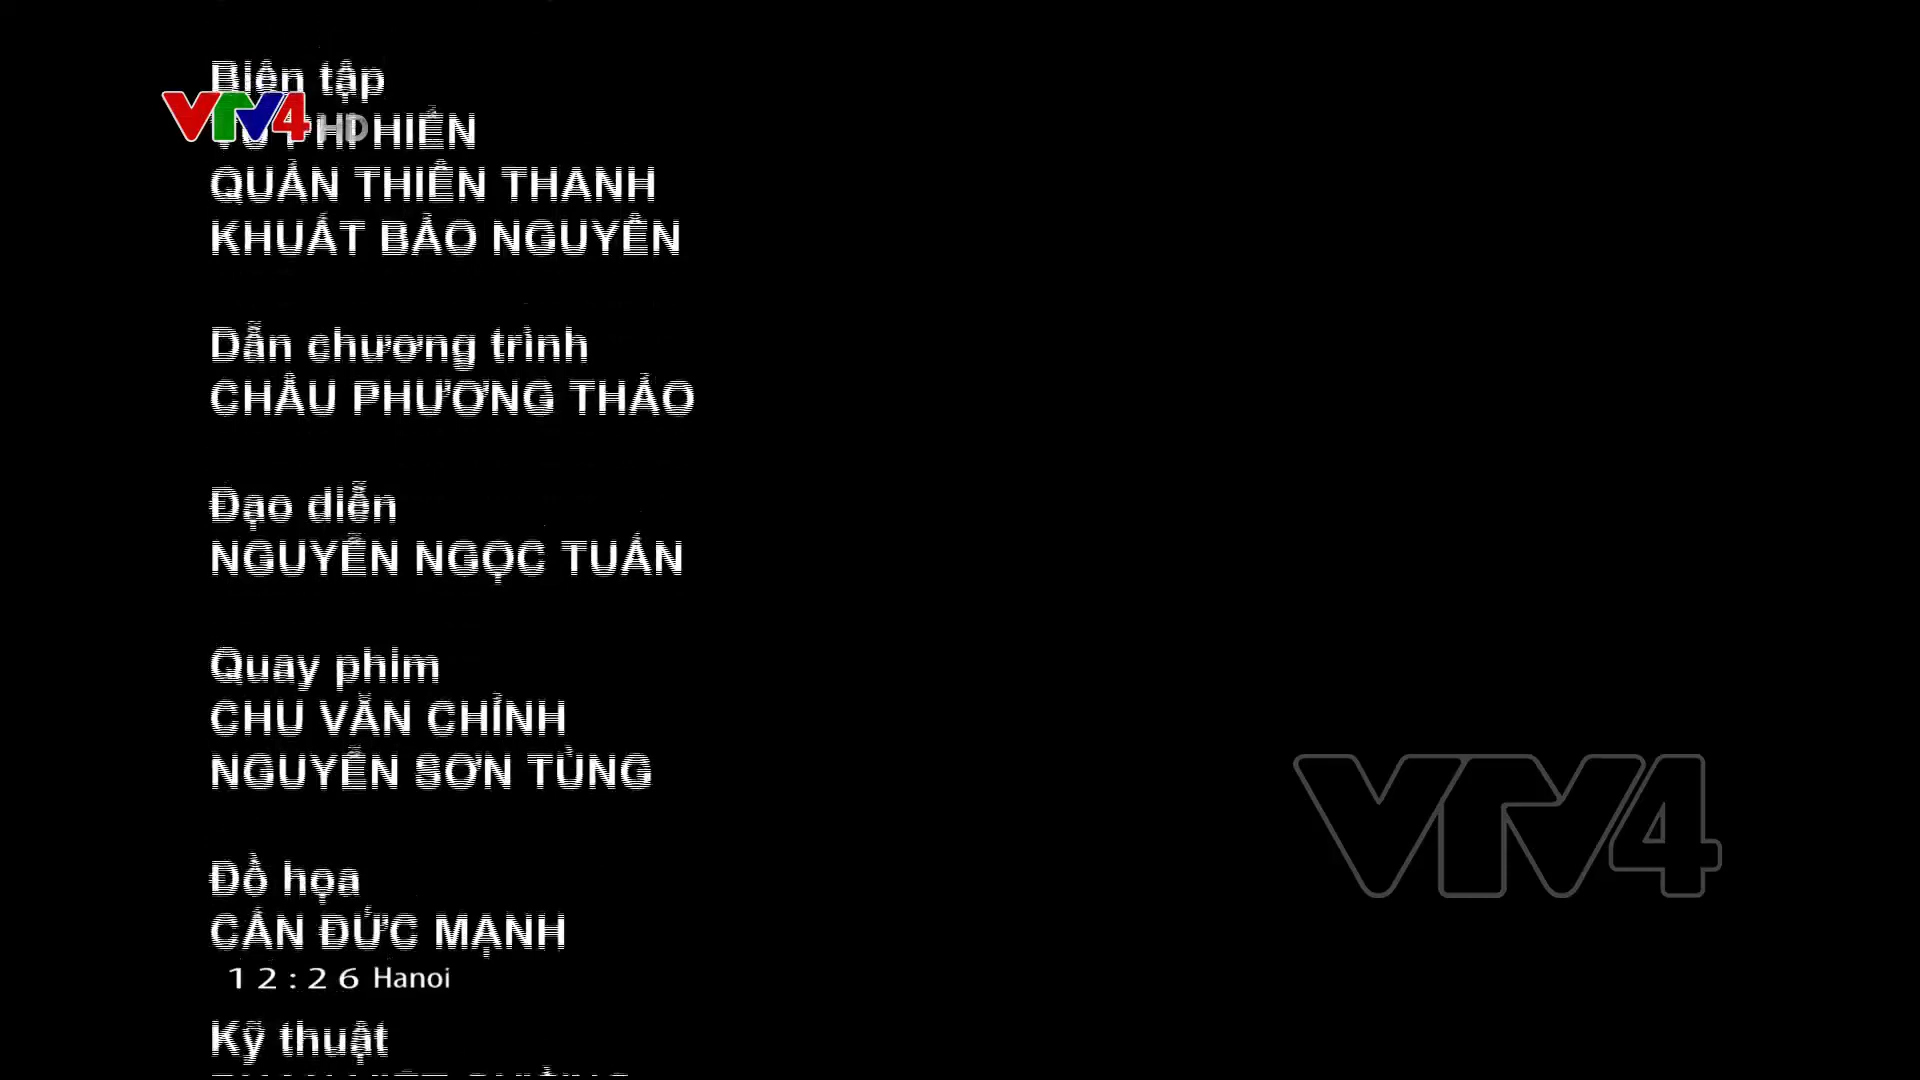 Biên tập
VTV4 HD
QUẢN THIÊN THANH
KHUẤT BẢO NGUYÊN
Dẫn chương trình
CHÂU PHƯƠNG THẢO
Đạo diễn
NGUYỄN NGỌC TUẤN
Quay phim
CHU VĂN CHỈNH
NGUYỄN SƠN TÙNG
VTV4
Đồ họa
CẤN ĐỨC MẠNH
12:26 Hanoi
Kỹ thuật